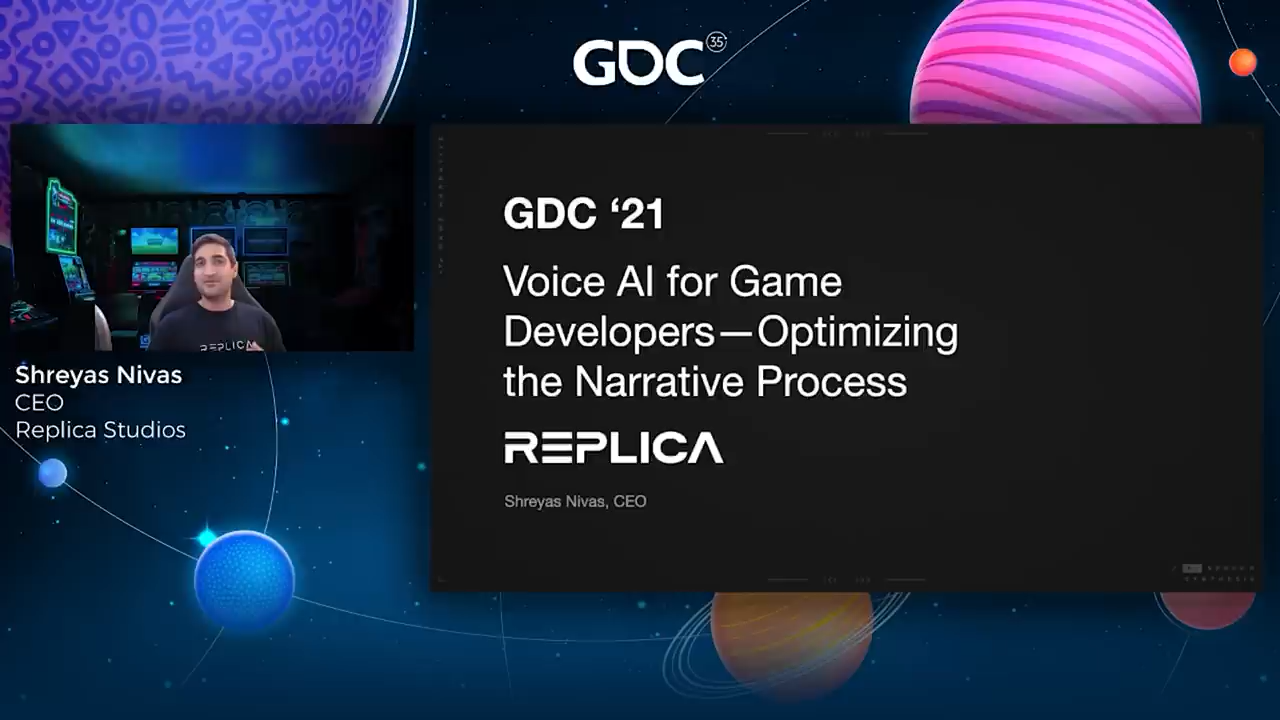 GDC 35
GDC ‘21
Voice AI for Game
Developers—Optimizing
the Narrative Process
REPLICA
Shreyas Nivas, CEO
REPLICA
Shreyas Nivas
CEO
Replica Studios